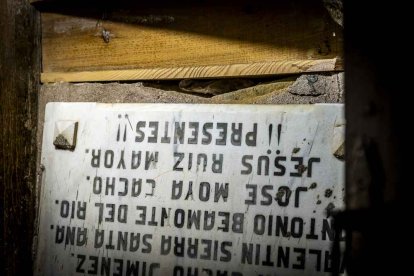 JIMENEZ.
VALENTIN SIERRA SANTA ANA.
ANTONIO BEAMONTE DEL RIO.
JOSE MOYA CACHO.
JESUS RUIZ MAYOR.
¡¡ PRESENTES !!